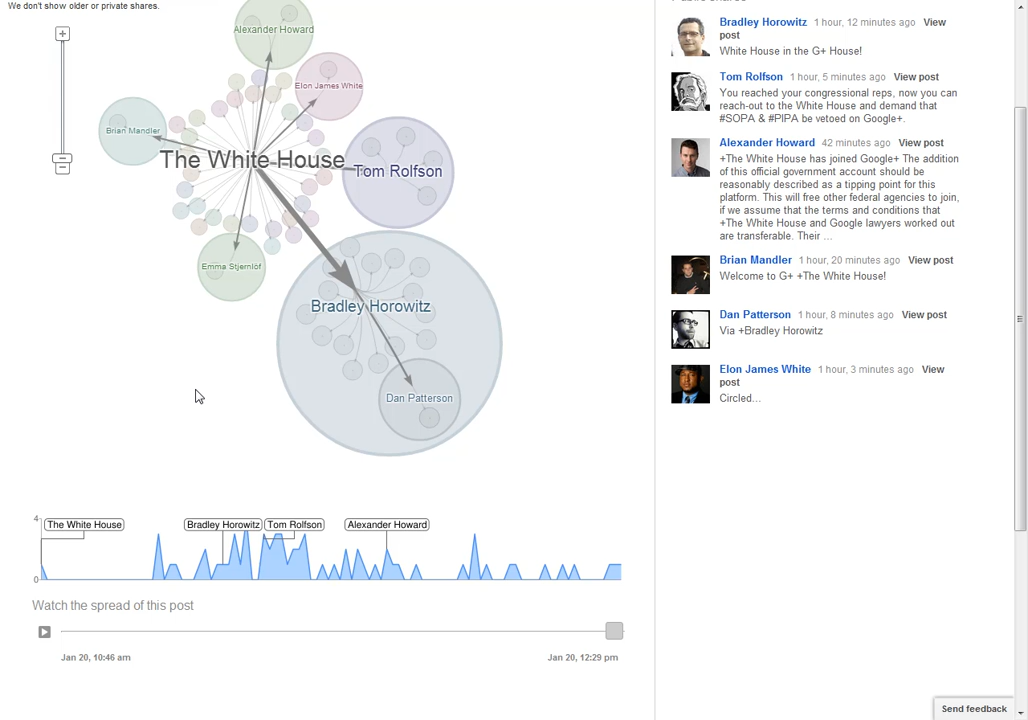 We don't show older or private shares.
Alexander Howard
Elon James White
Brian Mandler
The White House
Tom Rolfson
Emma Stjernlöf
Bradley Horowitz
Dan Patterson
4
The White House
Bradley Horowitz
Tom Rolfson
Alexander Howard
0
Watch the spread of this post
Jan 20, 10:46 am
Jan 20, 12:29 pm
Bradley Horowitz 1 hour, 12 minutes ago View
post
White House in the G+ House!
Tom Rolfson 1 hour, 5 minutes ago View post
You reached your congressional reps, now you can
reach-out to the White House and demand that
#SOPA & #PIPA be vetoed on Google+.
Alexander Howard 42 minutes ago View post
+The White House has joined Google+ The addition
of this official government account should be
reasonably described as a tipping point for this
platform. This will free other federal agencies to join,
if we assume that the terms and conditions that
+The White House and Google lawyers worked out
are transferable. Their ...
Brian Mandler 1 hour, 20 minutes ago View post
Welcome to G+ +The White House!
Dan Patterson 1 hour, 8 minutes ago View post
Via +Bradley Horowitz
Elon James White 1 hour, 3 minutes ago View
post
Circled...
Send feedback